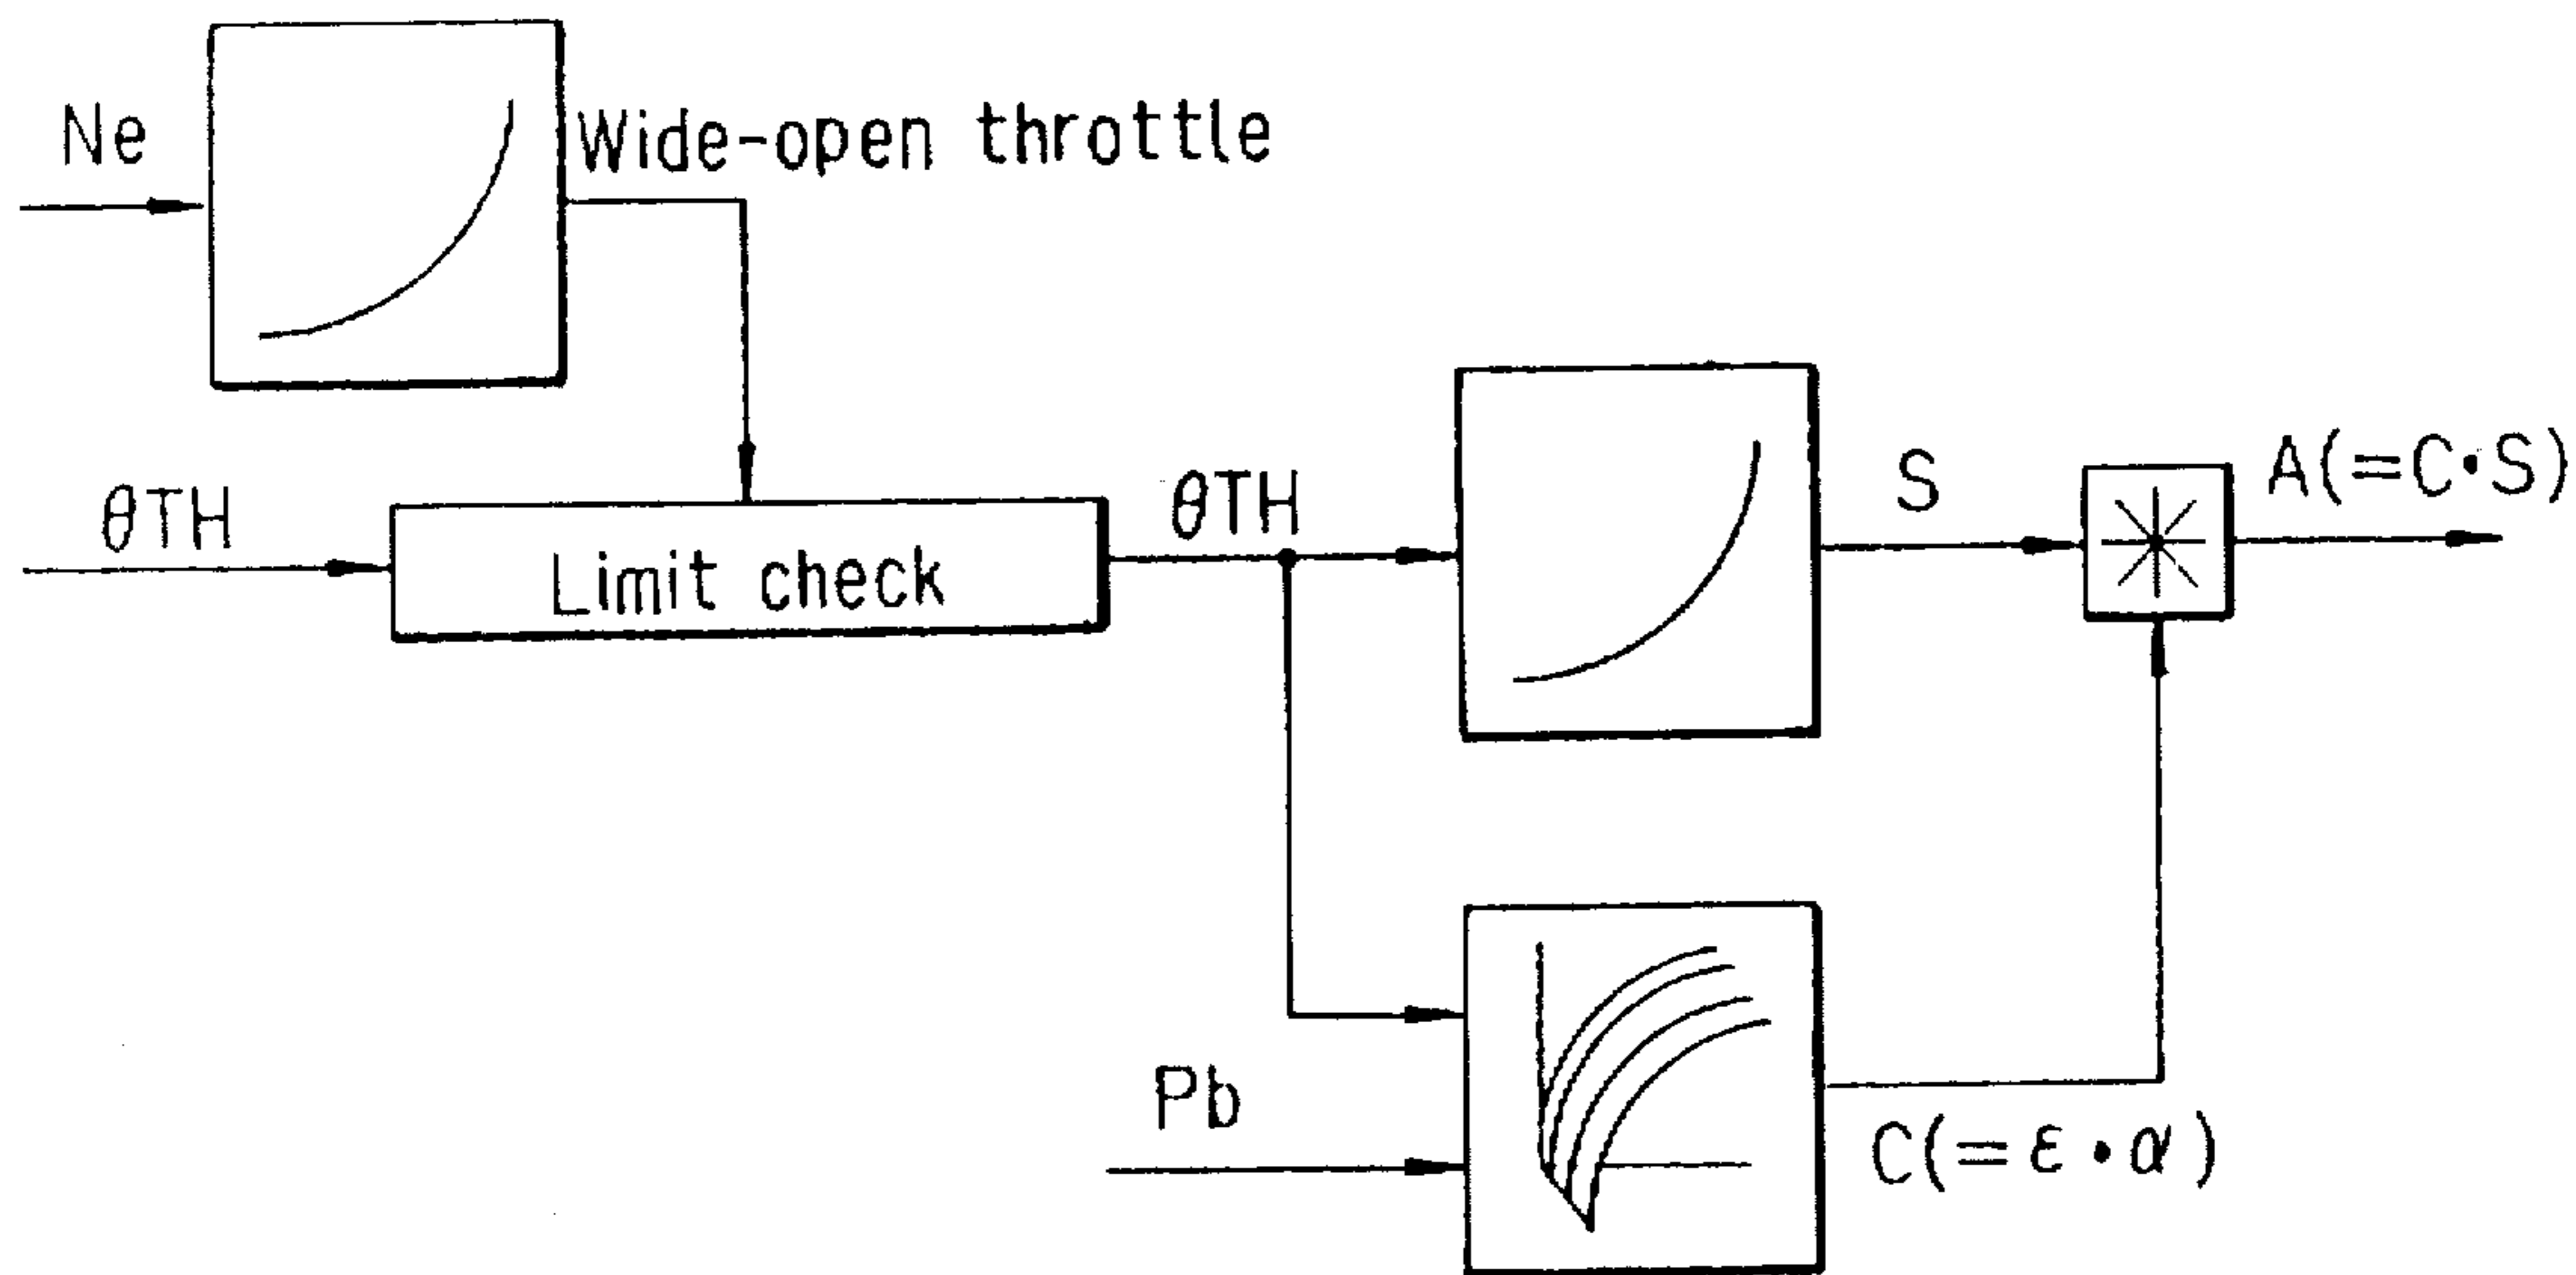 Ne
Wide-open throttle
θTH
Limit check
θTH
S
A(=C•S)
Pb
C(=ε•α)